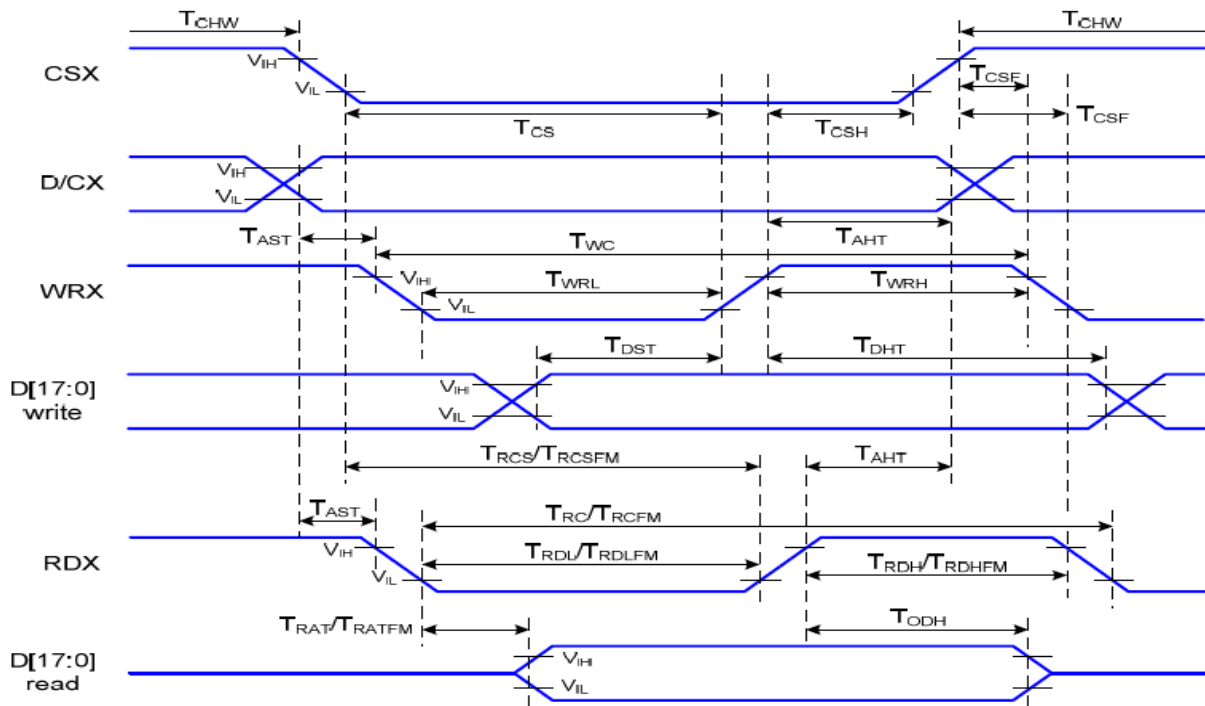 TCHW TCHW
CSX
VIH
VIL
TCSF
TCS TCSH TCSF
D/CX
VIH
VIL
TAST TWC TAHT
WRX
VIH
TWRL TWRH
VIL
TDST TDHT
D[17:0]
write
VIH
VIL
TRCS/TRCSFM TAHT
TAST TRC/TRCFM
RDX
VIH
VIL
TRDL/TRDLFM TRDH/TRDHFM
TRAT/TRATFM TODH
D[17:0]
read
VIH
VIL